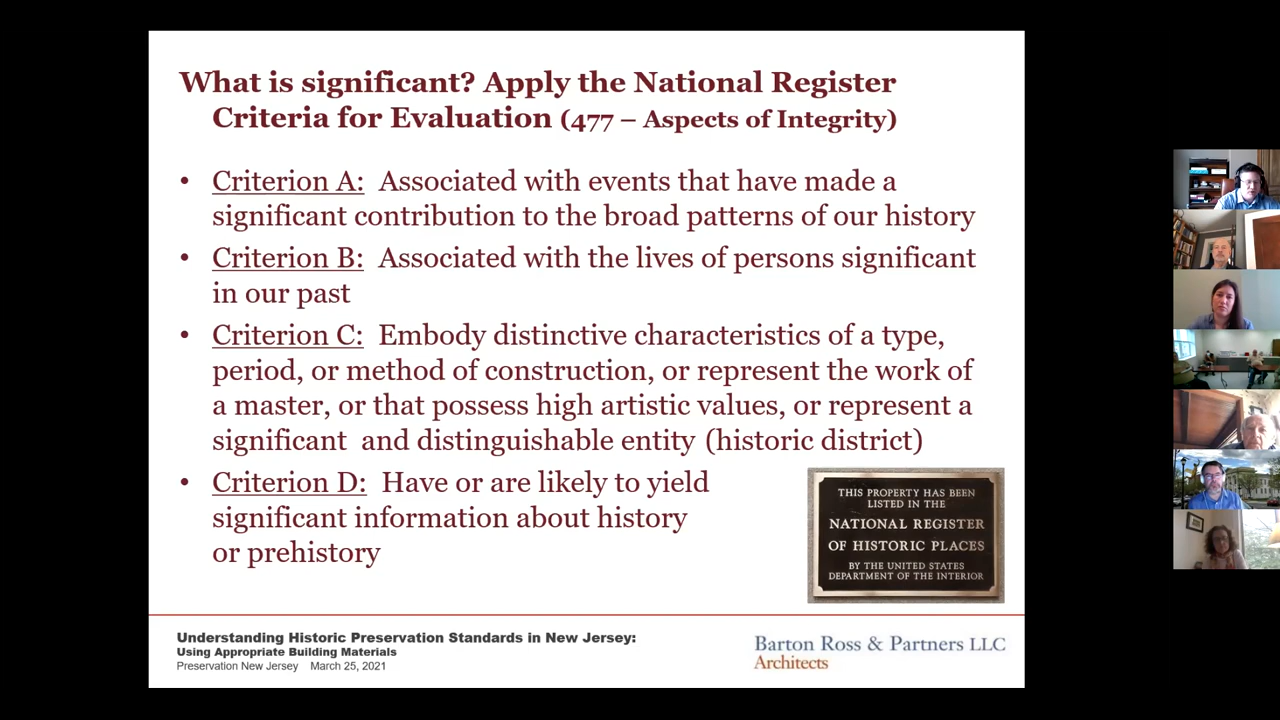 What is significant? Apply the National Register
Criteria for Evaluation (477 – Aspects of Integrity)
• Criterion A: Associated with events that have made a
significant contribution to the broad patterns of our history
• Criterion B: Associated with the lives of persons significant
in our past
• Criterion C: Embody distinctive characteristics of a type,
period, or method of construction, or represent the work of
a master, or that possess high artistic values, or represent a
significant and distinguishable entity (historic district)
• Criterion D: Have or are likely to yield
significant information about history
or prehistory
THIS PROPERTY HAS BEEN
LISTED IN THE
NATIONAL REGISTER
OF HISTORIC PLACES
BY THE UNITED STATES
DEPARTMENT OF THE INTERIOR
Understanding Historic Preservation Standards in New Jersey:
Using Appropriate Building Materials
Preservation New Jersey March 25, 2021
Barton Ross & Partners LLC
Architects